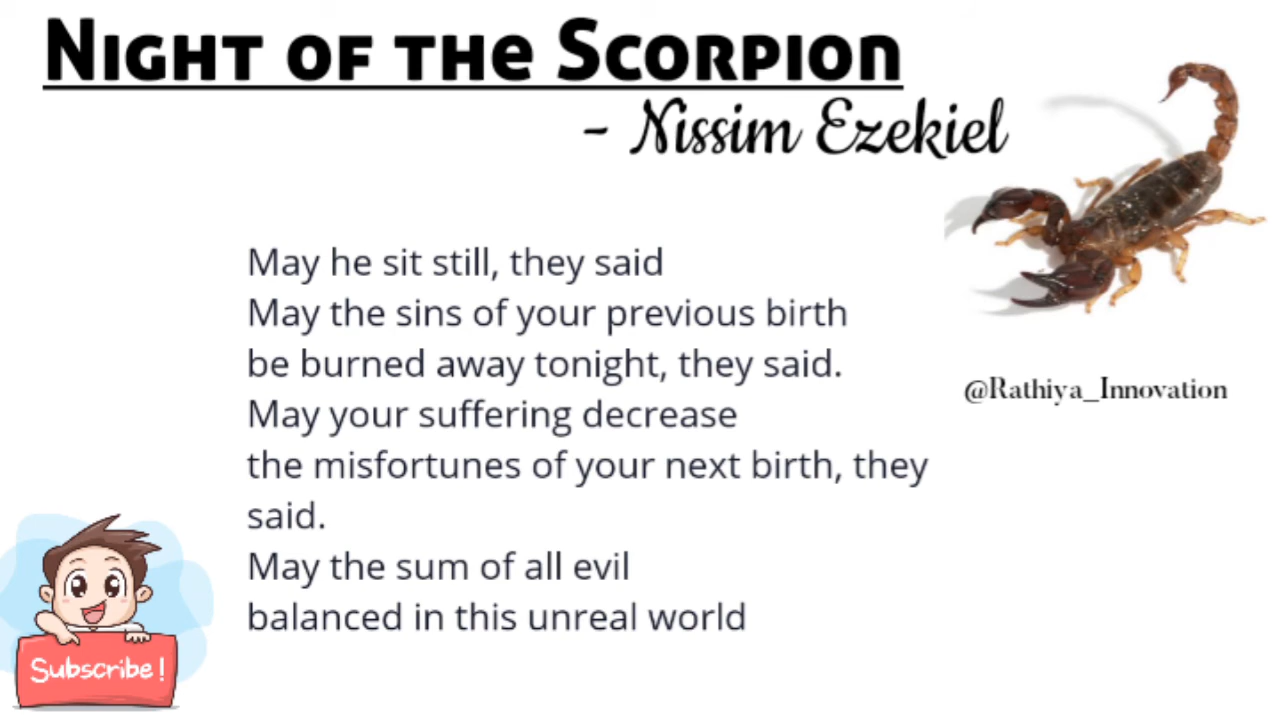 Night of the Scorpion
- Nissim Ezekiel
May he sit still, they said
May the sins of your previous birth
be burned away tonight, they said.
May your suffering decrease
the misfortunes of your next birth, they
said.
May the sum of all evil
balanced in this unreal world
@Rathiya_Innovation
Subscribe!